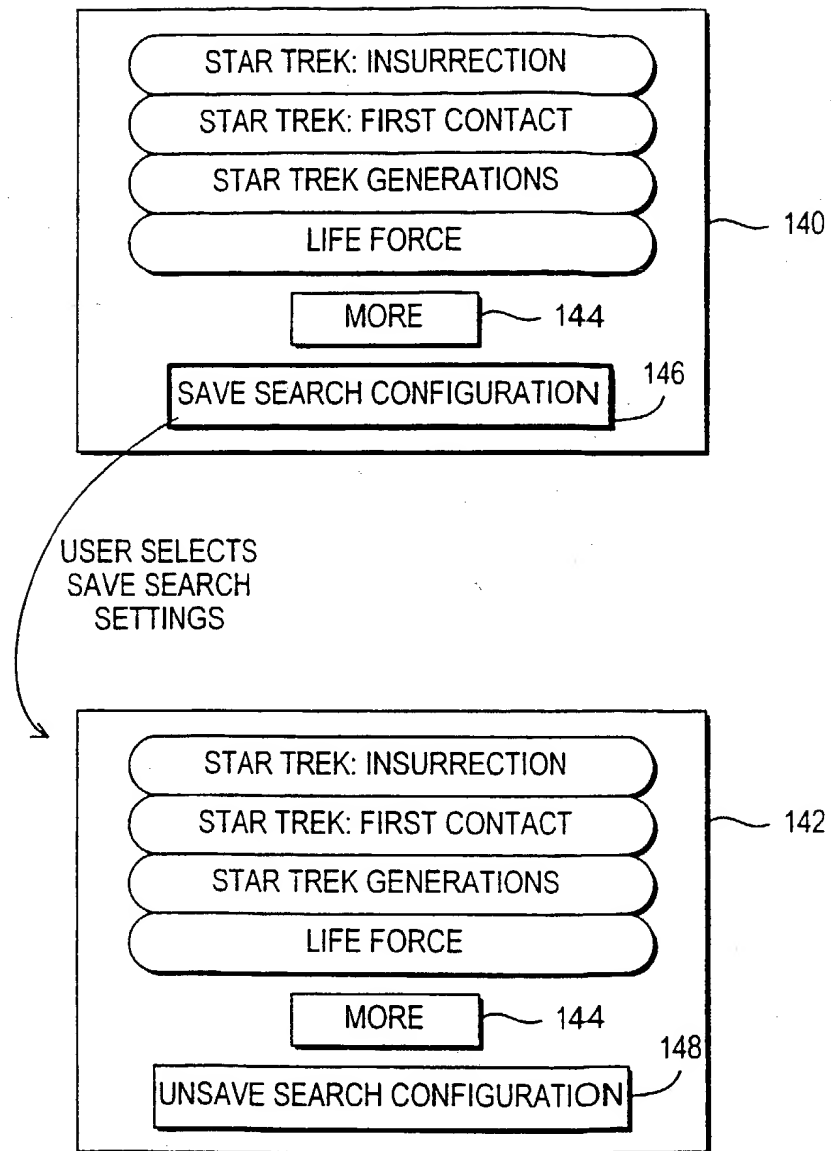 STAR TREK: INSURRECTION
STAR TREK: FIRST CONTACT
STAR TREK GENERATIONS
LIFE FORCE
140
MORE
144
SAVE SEARCH CONFIGURATION
146
USER SELECTS
SAVE SEARCH
SETTINGS
STAR TREK: INSURRECTION
STAR TREK: FIRST CONTACT
142
STAR TREK GENERATIONS
LIFE FORCE
MORE
144
UNSAVE SEARCH CONFIGURATION
148